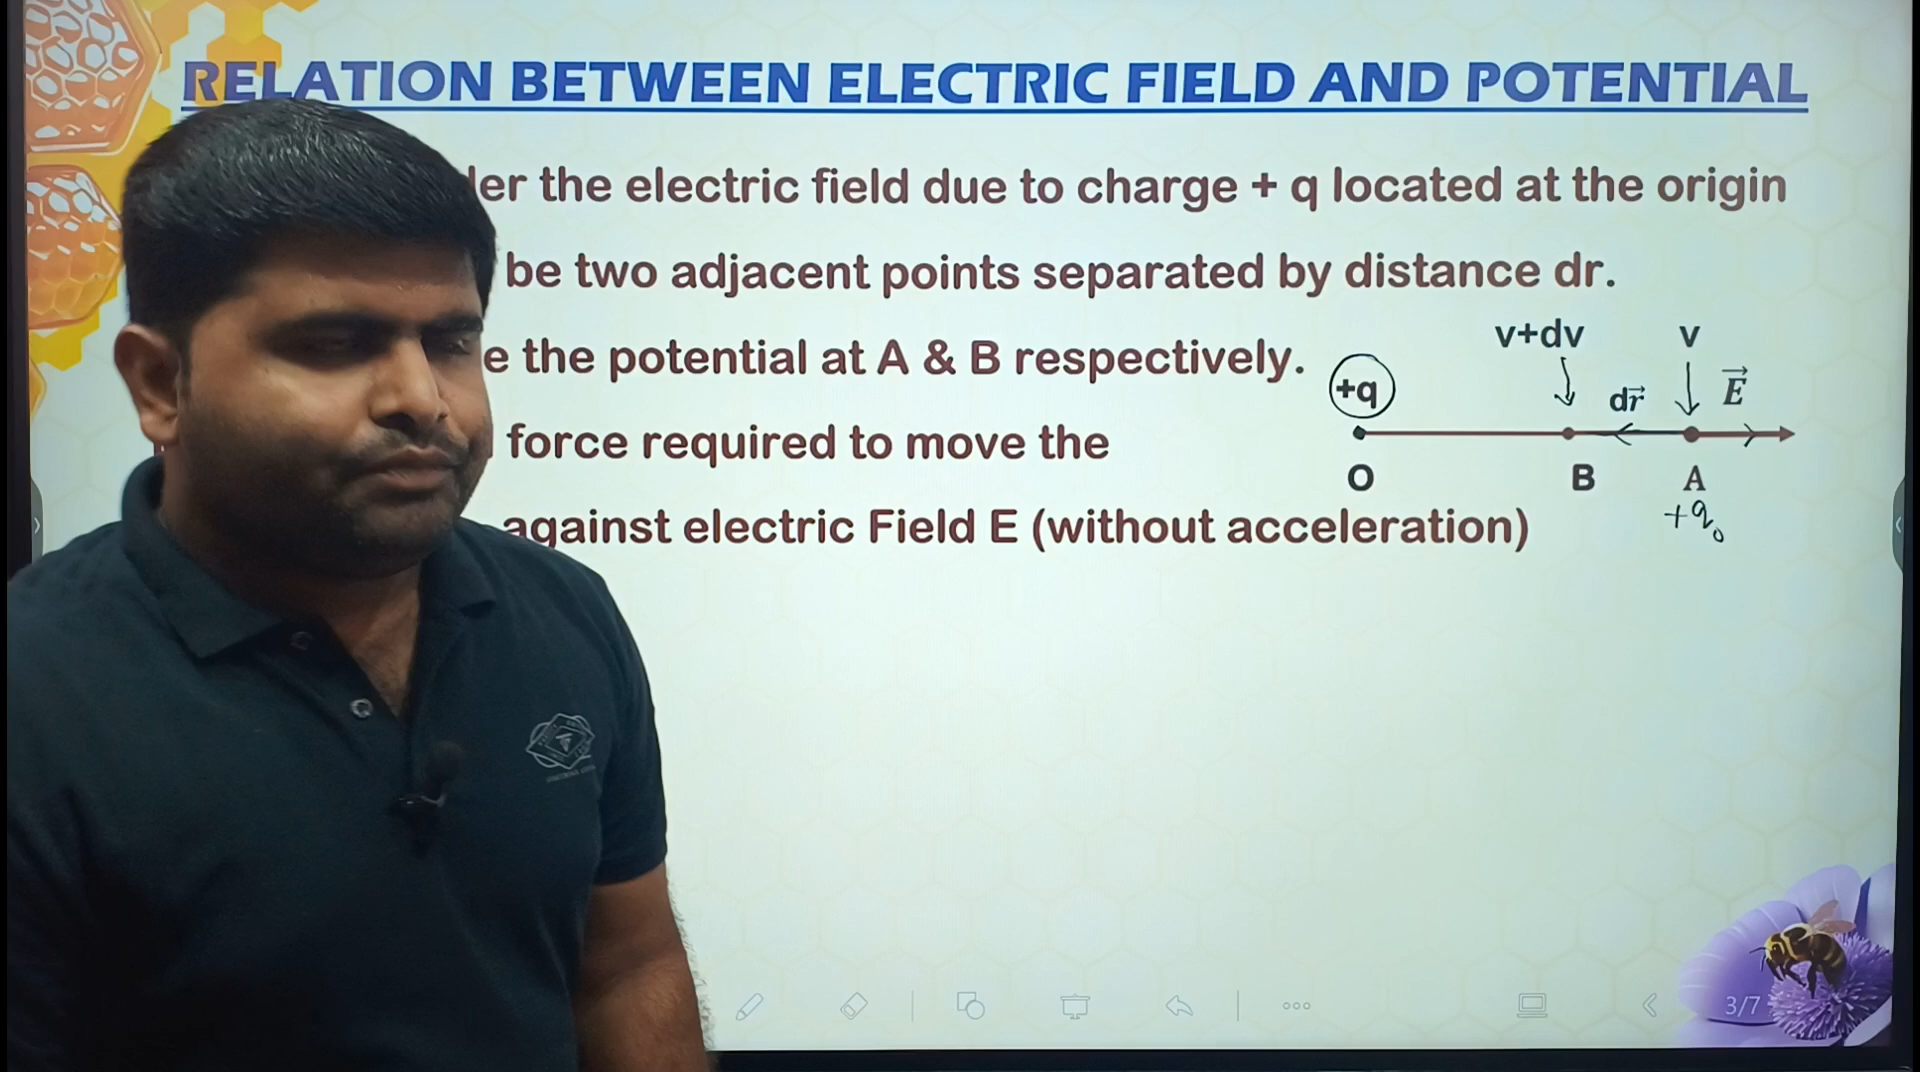 RELATION BETWEEN ELECTRIC FIELD AND POTENTIAL
the electric field due to charge + q located at the origin
be two adjacent points separated by distance dr.
v+dv v
the potential at A & B respectively.
+q dr⃗ E⃗
force required to move the
O B A
+q₀
against electric Field E (without acceleration)
3/7